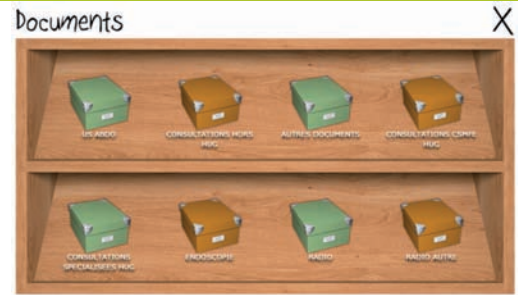 Documents X
US ABDO
CONSULTATIONS HORS
HUG
AUTRES DOCUMENTS
CONSULTATIONS CSMFE
HUG
CONSULTATIONS
SPECIALISEES HUG
ENDOSCOPIE
RADIO
RADIO AUTRE